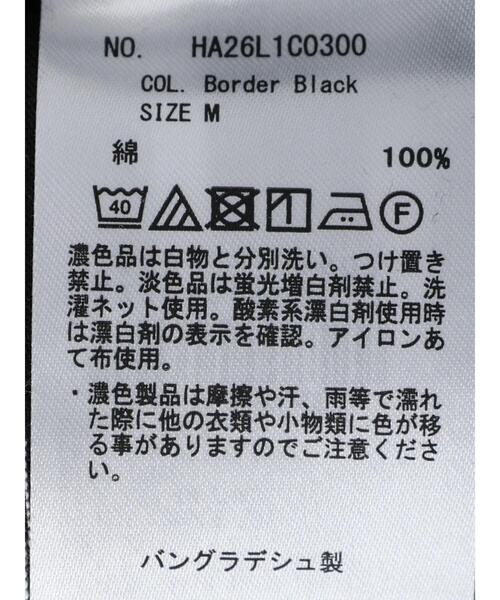 NO. HA26L1C0300
COL. Border Black
SIZE M
綿 100%
40 F
濃色品は白物と分別洗い。つけ置き
禁止。淡色品は蛍光増白剤禁止。洗
濯ネット使用。酸素系漂白剤使用時
は漂白剤の表示を確認。アイロンあ
て布使用。
・濃色製品は摩擦や汗、雨等で濡れ
た際に他の衣類や小物類に色が移
る事がありますのでご注意くださ
い。
バングラデシュ製